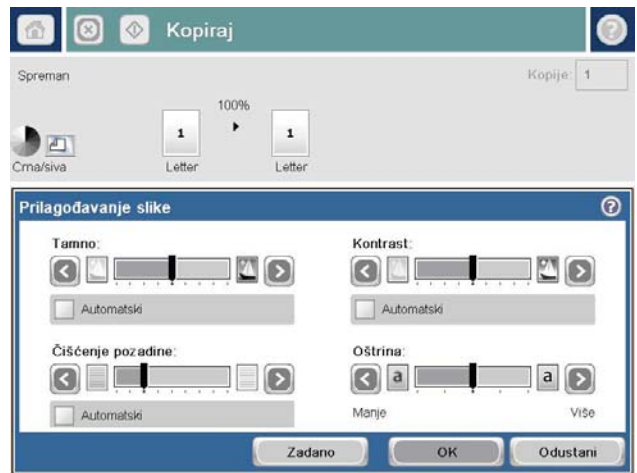 Kopiraj
Spreman
Kopije: 1
100%
1
1
Crna/siva
Letter
Letter
Prilagođavanje slike
Tamno:
Kontrast:
Automatski
Automatski
Čišćenje pozadine:
Oštrina:
a
a
Automatski
Manje
Više
Zadano
OK
Odustani